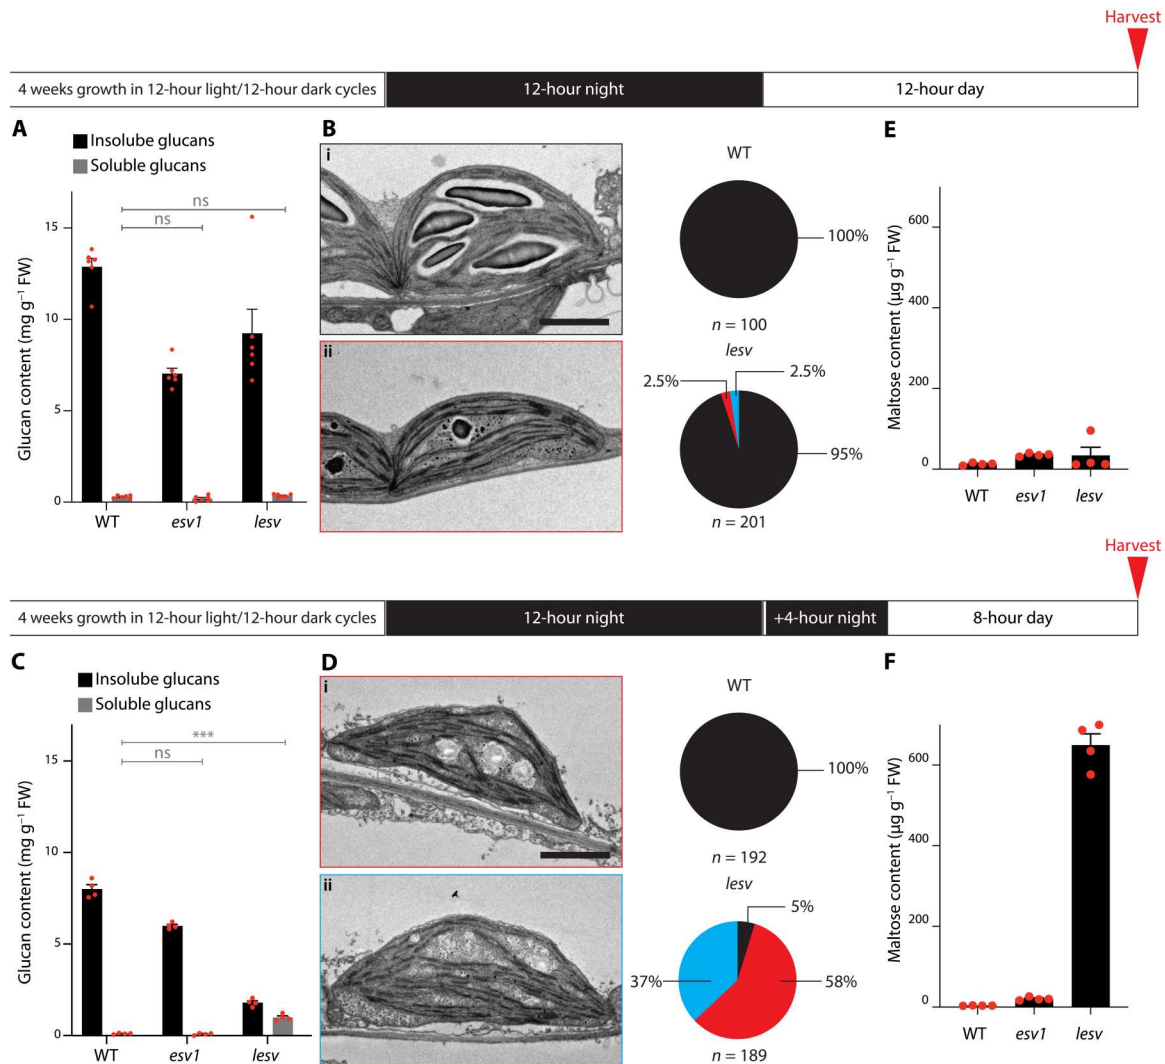 Harvest
4 weeks growth in 12-hour light/12-hour dark cycles
12-hour night
12-hour day
A
Insolube glucans
Soluble glucans
ns
ns
15
10
5
0
Glucan content (mg g⁻¹ FW)
WT
esv1
lesv
B
i
ii
WT
100%
n = 100
lesv
2.5%
2.5%
95%
n = 201
E
600
400
200
0
Maltose content (µg g⁻¹ FW)
WT
esv1
lesv
Harvest
4 weeks growth in 12-hour light/12-hour dark cycles
12-hour night
+4-hour night
8-hour day
C
Insolube glucans
Soluble glucans
***
ns
15
10
5
0
Glucan content (mg g⁻¹ FW)
WT
esv1
lesv
D
i
ii
WT
100%
n = 192
lesv
5%
37%
58%
n = 189
F
600
400
200
0
Maltose content (µg g⁻¹ FW)
WT
esv1
lesv